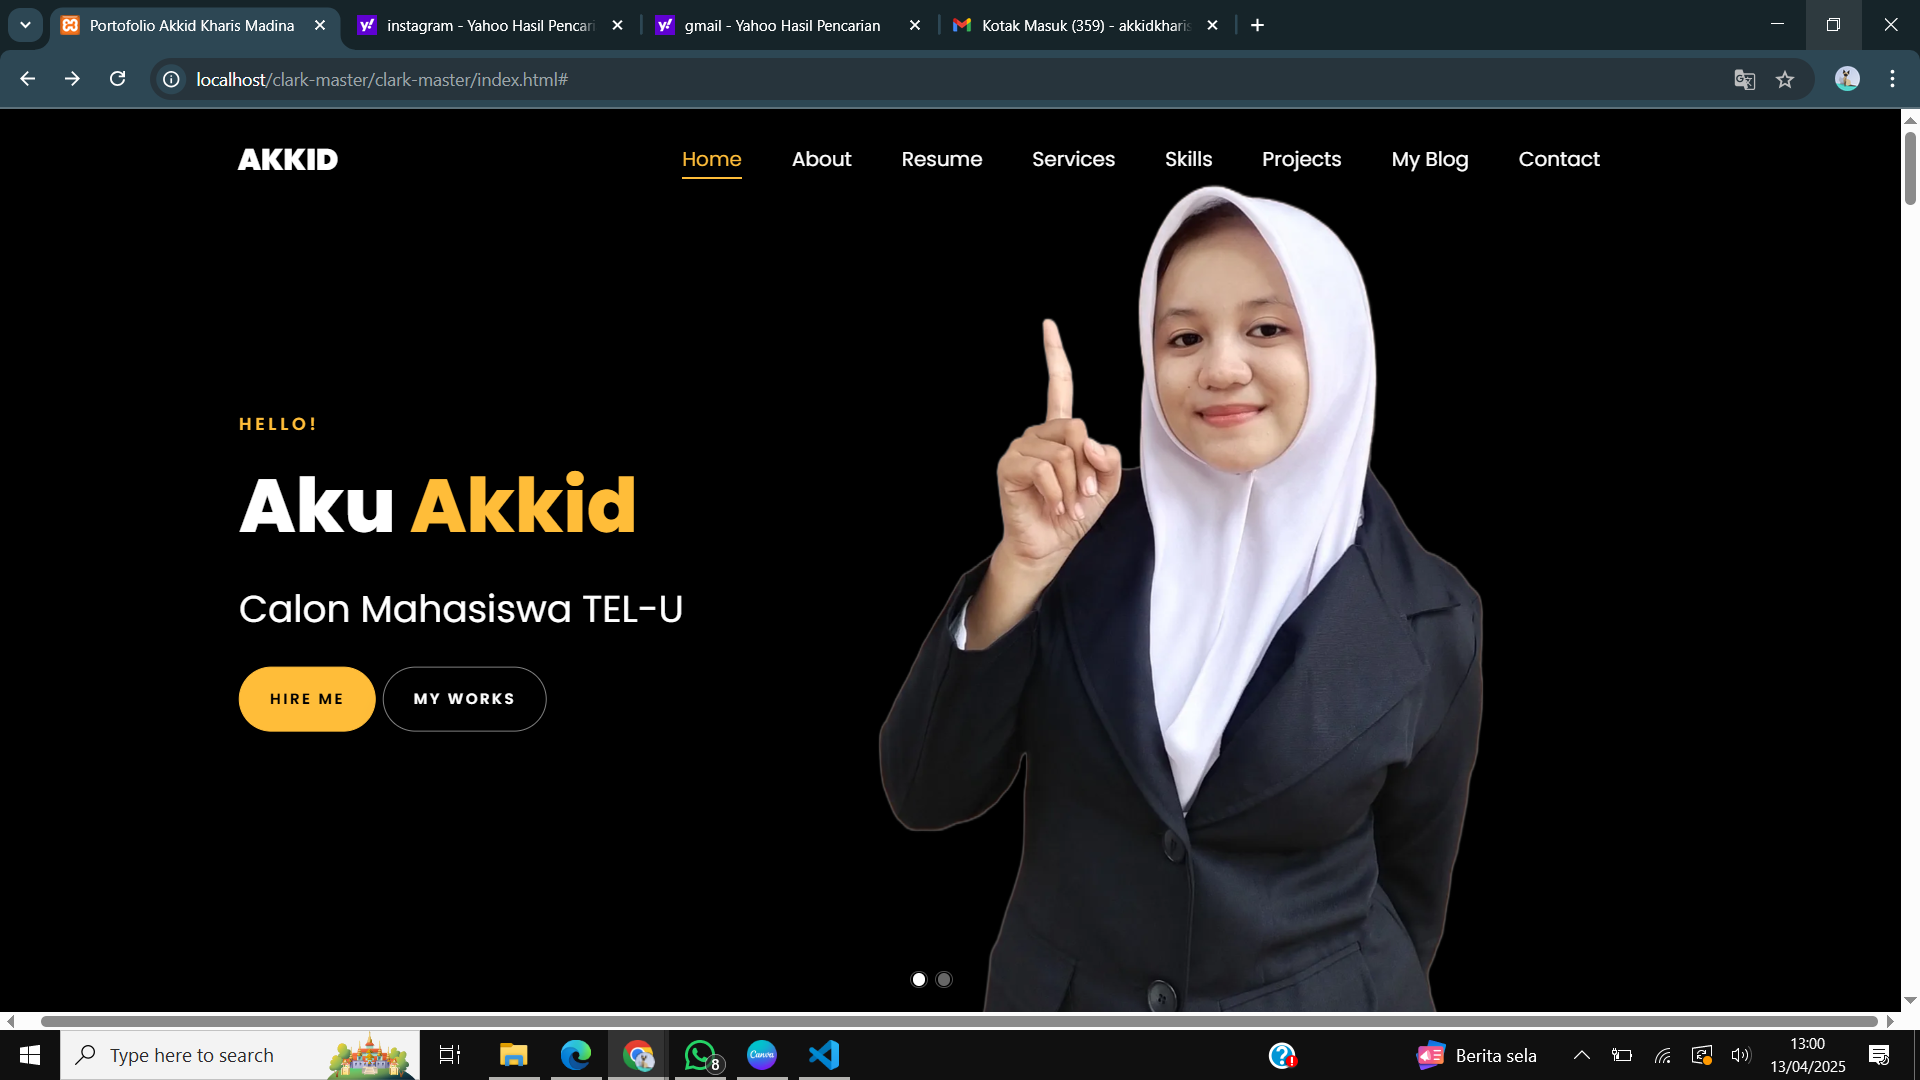 Portofolio Akkid Kharis Madina
instagram - Yahoo Hasil Pencari
gmail - Yahoo Hasil Pencarian
Kotak Masuk (359) - akkidkharis
localhost/clark-master/clark-master/index.html#
AKKID
Home About Resume Services Skills Projects My Blog Contact
HELLO!
Aku Akkid
Calon Mahasiswa TEL-U
HIRE ME MY WORKS
Type here to search
8
Canva
Berita sela
13:00
13/04/2025